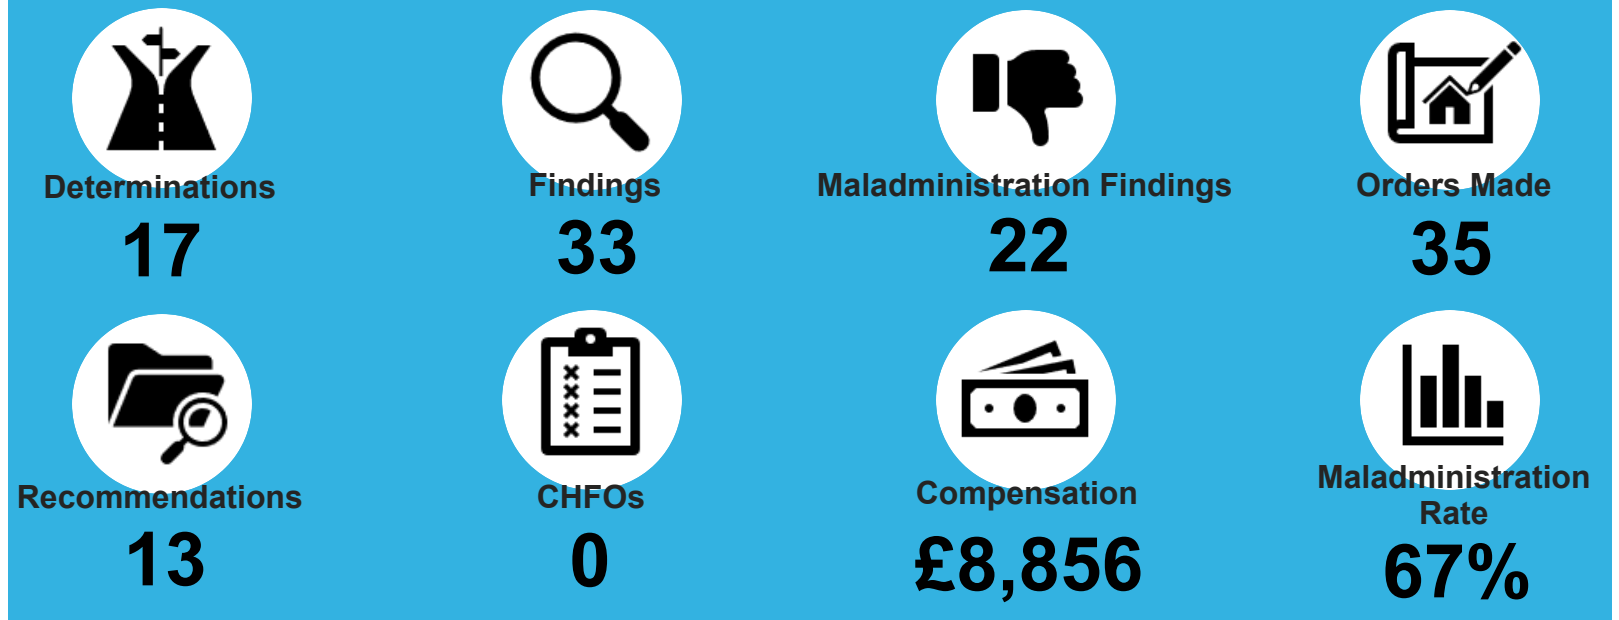 Determinations
17
Findings
33
Maladministration Findings
22
Orders Made
35
Recommendations
13
CHFOs
0
Compensation
£8,856
Maladministration
Rate
67%